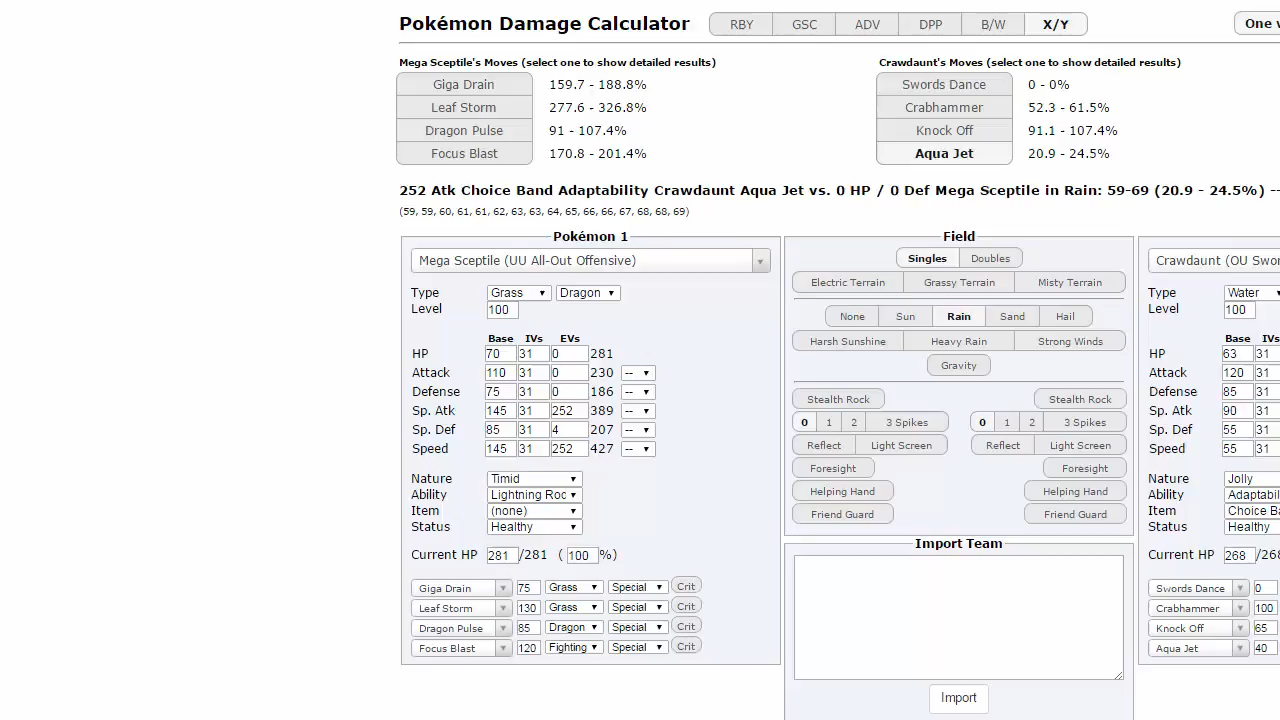 Pokémon Damage Calculator RBY GSC ADV DPP B/W X/Y One
Mega Sceptile's Moves (select one to show detailed results) Crawdaunt's Moves (select one to show detailed results)
Giga Drain 159.7 - 188.8% Swords Dance 0 - 0%
Leaf Storm 277.6 - 326.8% Crabhammer 52.3 - 61.5%
Dragon Pulse 91 - 107.4% Knock Off 91.1 - 107.4%
Focus Blast 170.8 - 201.4% Aqua Jet 20.9 - 24.5%
252 Atk Choice Band Adaptability Crawdaunt Aqua Jet vs. 0 HP / 0 Def Mega Sceptile in Rain: 59-69 (20.9 - 24.5%) --
(59, 59, 60, 61, 61, 62, 63, 63, 64, 65, 66, 66, 67, 68, 68, 69)
Pokémon 1 Field
Mega Sceptile (UU All-Out Offensive) Singles Doubles Crawdaunt (OU Swor
Electric Terrain Grassy Terrain Misty Terrain
Type Grass Dragon Type Water
Level 100 Level 100
None Sun Rain Sand Hail
Base IVs EVs Harsh Sunshine Heavy Rain Strong Winds Base IVs
HP 70 31 0 281 HP 63 31
Gravity
Attack 110 31 0 230 -- Attack 120 31
Defense 75 31 0 186 -- Defense 85 31
Stealth Rock Stealth Rock
Sp. Atk 145 31 252 389 -- Sp. Atk 90 31
0 1 2 3 Spikes 0 1 2 3 Spikes
Sp. Def 85 31 4 207 -- Sp. Def 55 31
Reflect Light Screen Reflect Light Screen
Speed 145 31 252 427 -- Speed 55 31
Foresight Foresight
Nature Timid Nature Jolly
Helping Hand Helping Hand
Ability Lightning Roc Ability Adaptabil
Item (none) Friend Guard Friend Guard Item Choice Ba
Status Healthy Status Healthy
Import Team
Current HP 281 /281 ( 100 %) Current HP 268 /268
Giga Drain 75 Grass Special Crit Swords Dance 0
Leaf Storm 130 Grass Special Crit Crabhammer 100
Dragon Pulse 85 Dragon Special Crit Knock Off 65
Focus Blast 120 Fighting Special Crit Aqua Jet 40
Import